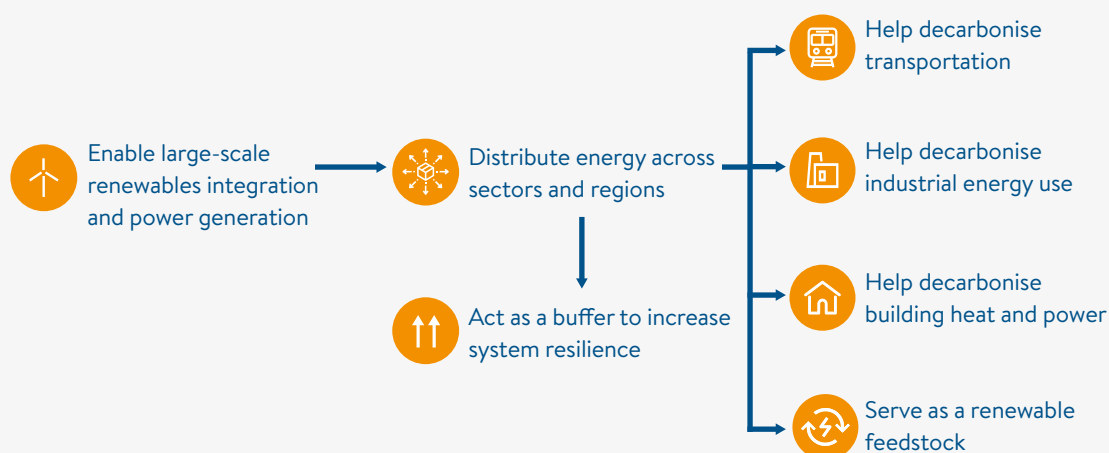 Enable large-scale
renewables integration
and power generation
Distribute energy across
sectors and regions
Act as a buffer to increase
system resilience
Help decarbonise
transportation
Help decarbonise
industrial energy use
Help decarbonise
building heat and power
Serve as a renewable
feedstock